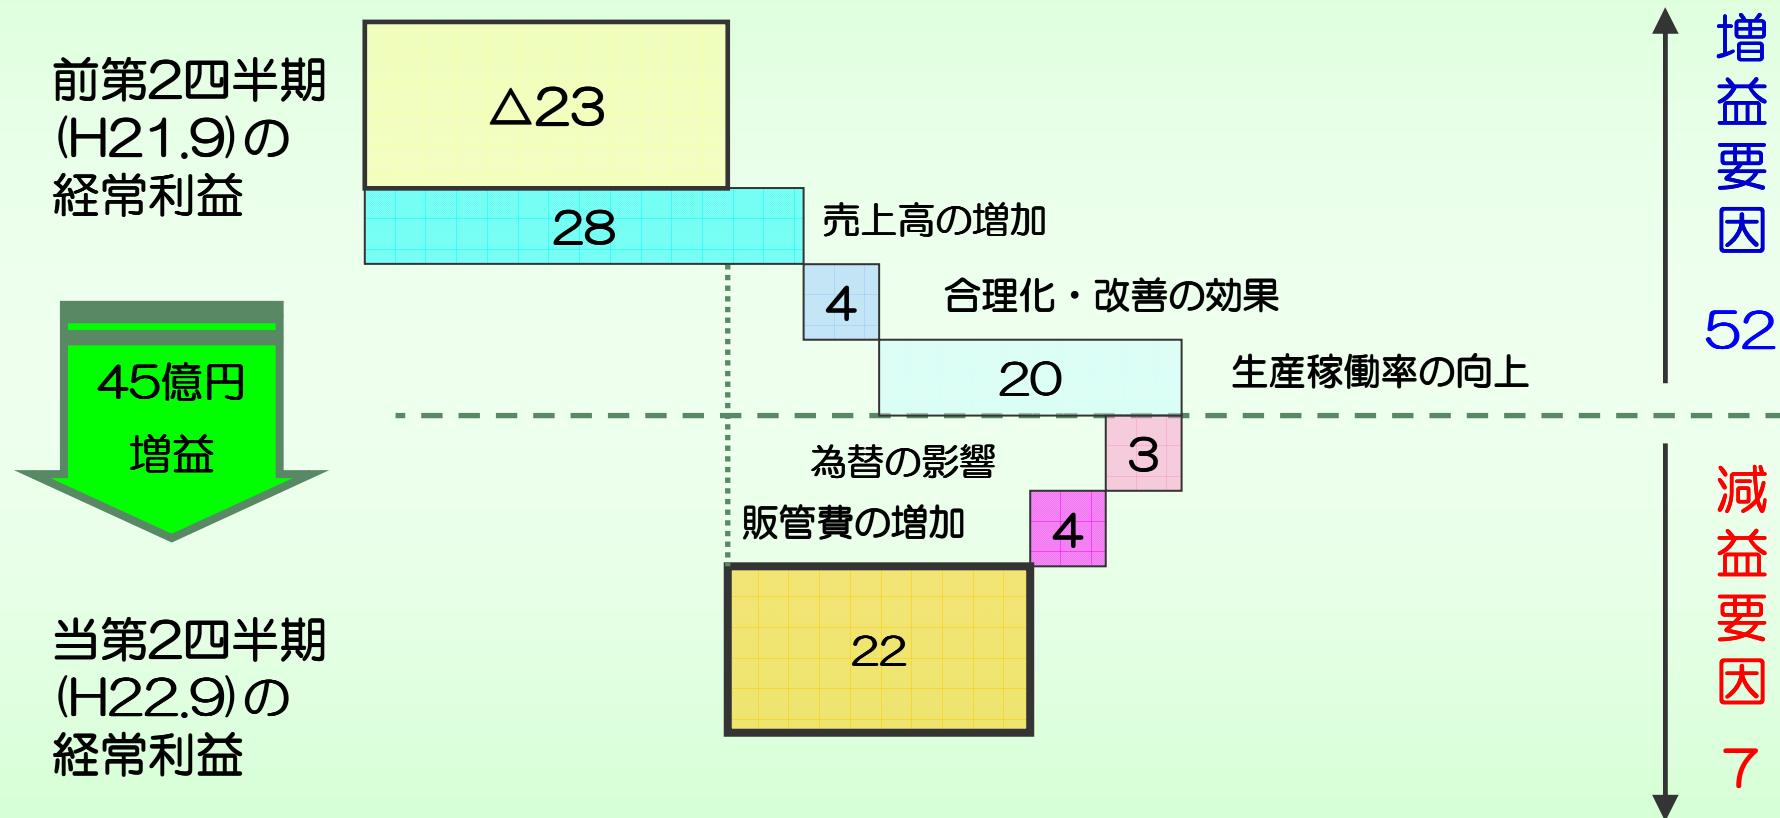 前第2四半期
(H21.9)の
経常利益
△23
28
売上高の増加
4
合理化・改善の効果
20
生産稼働率の向上
増益要因
52
45億円
増益
為替の影響
3
販管費の増加
4
減益要因
7
当第2四半期
(H22.9)の
経常利益
22